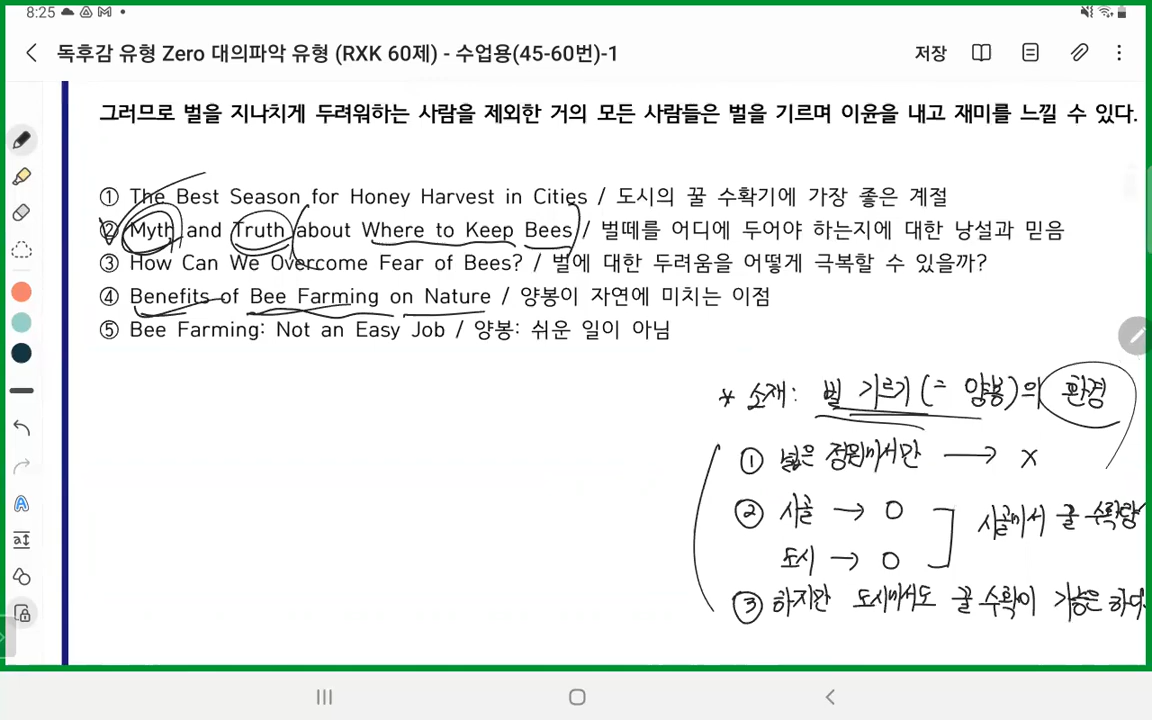 8:25
독후감 유형 Zero 대의파악 유형 (RXK 60제) - 수업용(45-60번)-1
저장
그러므로 벌을 지나치게 두려워하는 사람을 제외한 거의 모든 사람들은 벌을 기르며 이윤을 내고 재미를 느낄 수 있다.
① The Best Season for Honey Harvest in Cities / 도시의 꿀 수확기에 가장 좋은 계절
② Myth and Truth about Where to Keep Bees / 벌떼를 어디에 두어야 하는지에 대한 낭설과 믿음
③ How Can We Overcome Fear of Bees? / 벌에 대한 두려움을 어떻게 극복할 수 있을까?
④ Benefits of Bee Farming on Nature / 양봉이 자연에 미치는 이점
⑤ Bee Farming: Not an Easy Job / 양봉: 쉬운 일이 아님
* 소재: 벌 기르기 (= 양봉)의 환경
① 넓은 정원에서만 → X
② 시골 → O
시골에서 꿀 수확량
도시 → O
③ 하지만 도시에서도 꿀 수확이 가능은 하다